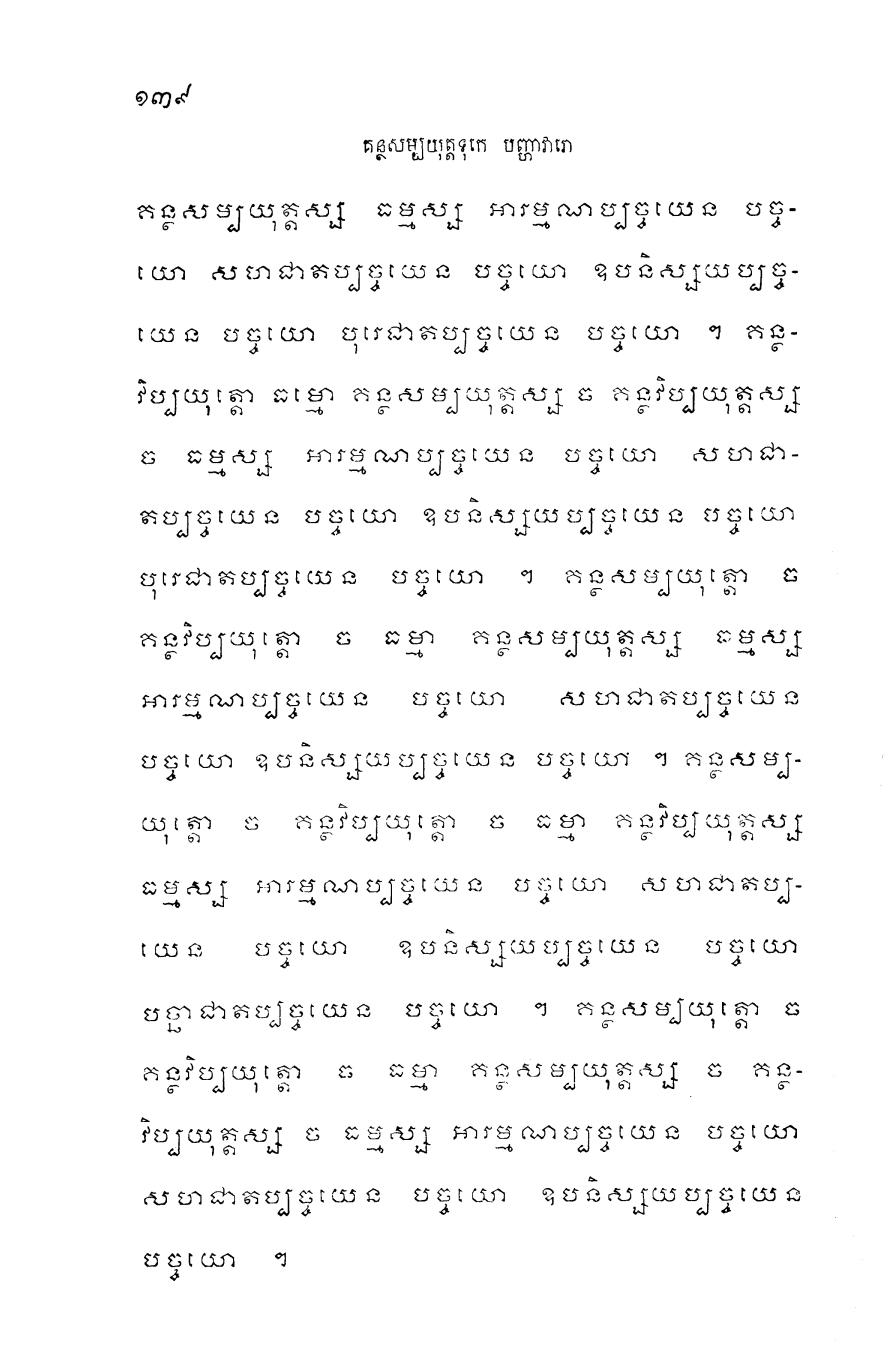 ១៣៩
គន្ថសម្បយុត្តទុកេ បញ្ហាវារោ
គន្ថសម្បយុត្តស្ស ធម្មស្ស អារម្មណប្បច្ចយេន បច្ច-
យោ សហជាតប្បច្ចយេន បច្ចយោ ឧបនិស្សយប្បច្ច-
យេន បច្ចយោ បុរេជាតប្បច្ចយេន បច្ចយោ ។ គន្ថ-
វិប្បយុត្តោ ធម្មោ គន្ថសម្បយុត្តស្ស ច គន្ថវិប្បយុត្តស្ស
ច ធម្មស្ស អារម្មណប្បច្ចយេន បច្ចយោ សហជា-
តប្បច្ចយេន បច្ចយោ ឧបនិស្សយប្បច្ចយេន បច្ចយោ
បុរេជាតប្បច្ចយេន បច្ចយោ ។ គន្ថសម្បយុត្តោ ច
គន្ថវិប្បយុត្តោ ច ធម្មា គន្ថសម្បយុត្តស្ស ធម្មស្ស
អារម្មណប្បច្ចយេន បច្ចយោ សហជាតប្បច្ចយេន
បច្ចយោ ឧបនិស្សយប្បច្ចយេន បច្ចយោ ។ គន្ថសម្ប-
យុត្តោ ច គន្ថវិប្បយុត្តោ ច ធម្មា គន្ថវិប្បយុត្តស្ស
ធម្មស្ស អារម្មណប្បច្ចយេន បច្ចយោ សហជាតប្ប-
យេន បច្ចយោ ឧបនិស្សយប្បច្ចយេន បច្ចយោ
បច្ឆាជាតប្បច្ចយេន បច្ចយោ ។ គន្ថសម្បយុត្តោ ច
គន្ថវិប្បយុត្តោ ច ធម្មា គន្ថសម្បយុត្តស្ស ច គន្ថ-
វិប្បយុត្តស្ស ច ធម្មស្ស អារម្មណប្បច្ចយេន បច្ចយោ
សហជាតប្បច្ចយេន បច្ចយោ ឧបនិស្សយប្បច្ចយេន
បច្ចយោ ។